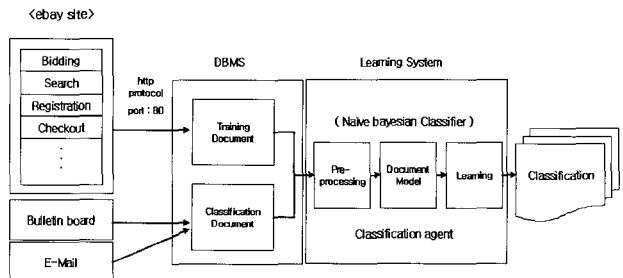 <ebay site>
Bidding
Search
Registration
Checkout
http
protocol
port : 80
DBMS
Training
Document
Classification
Document
Learning System
( Naive bayesian Classifier )
Pre-
processing
Document
Model
Learning
Classification agent
Classification
Bulletin board
E-Mail